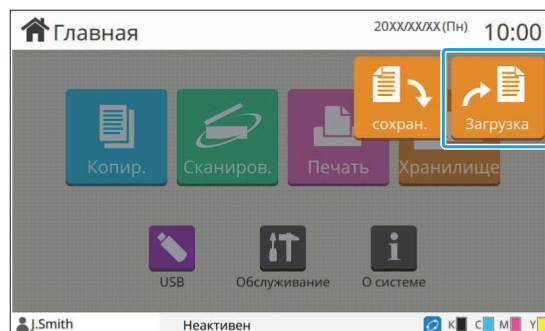 Главная
20XX/XX/XX(Пн)
10:00
сохран.
Загрузка
Копир.
Сканиров.
Печать
Хранилище
USB
Обслуживание
О системе
J.Smith
Неактивен
K C M Y